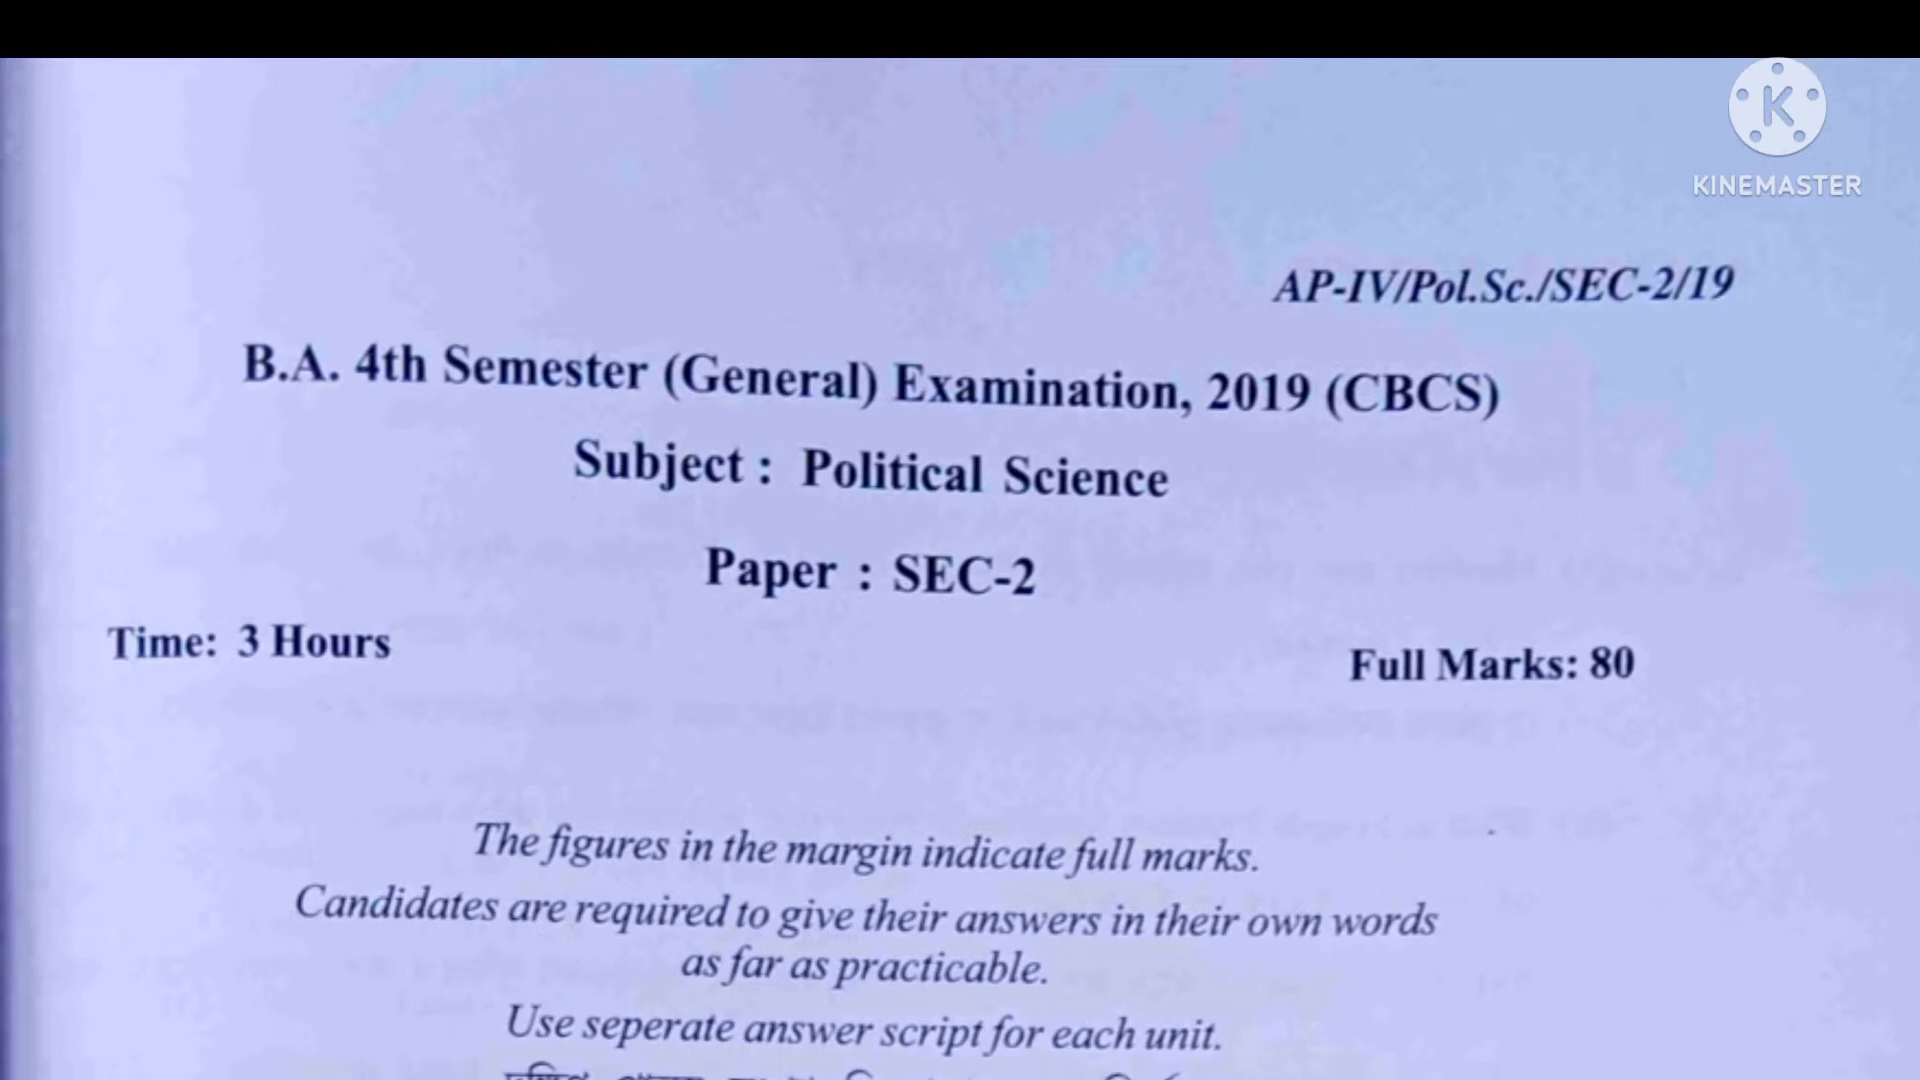 KINEMASTER
AP-IV/Pol.Sc./SEC-2/19
B.A. 4th Semester (General) Examination, 2019 (CBCS)
Subject : Political Science
Paper : SEC-2
Time: 3 Hours
Full Marks: 80
The figures in the margin indicate full marks.
Candidates are required to give their answers in their own words
as far as practicable.
Use seperate answer script for each unit.